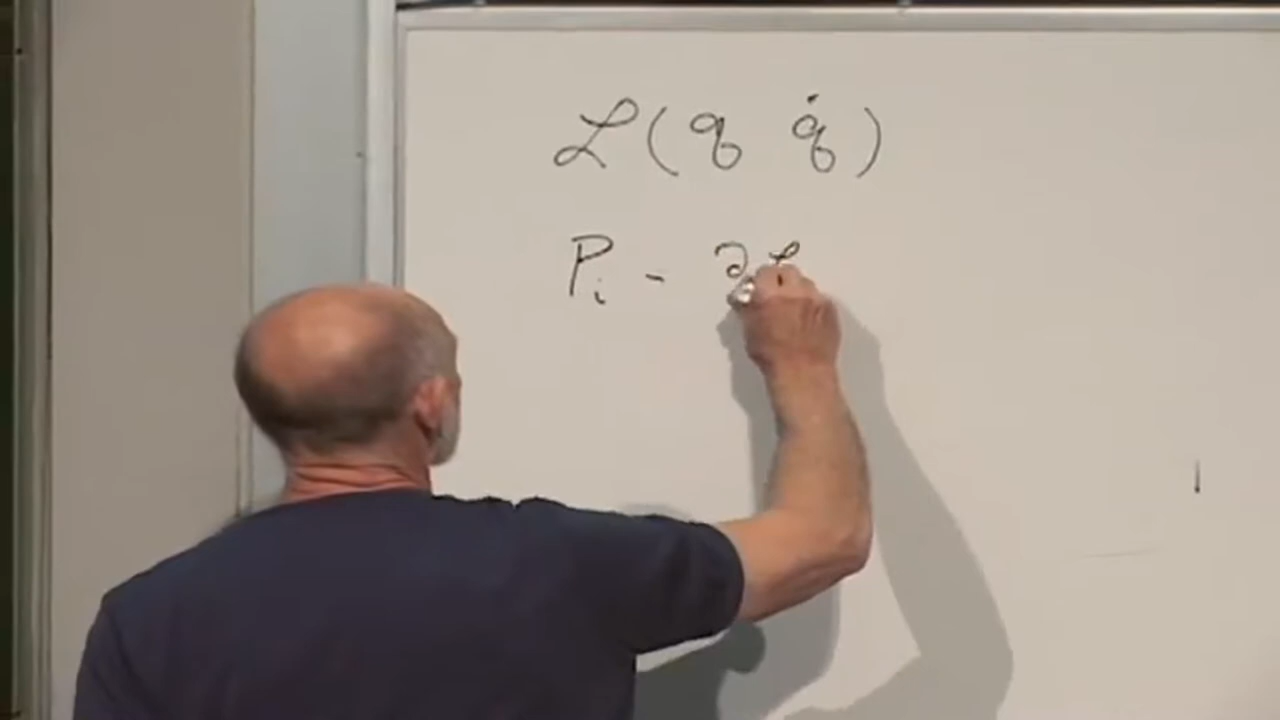 ℒ(q q̇)
Pᵢ - ∂ℒ